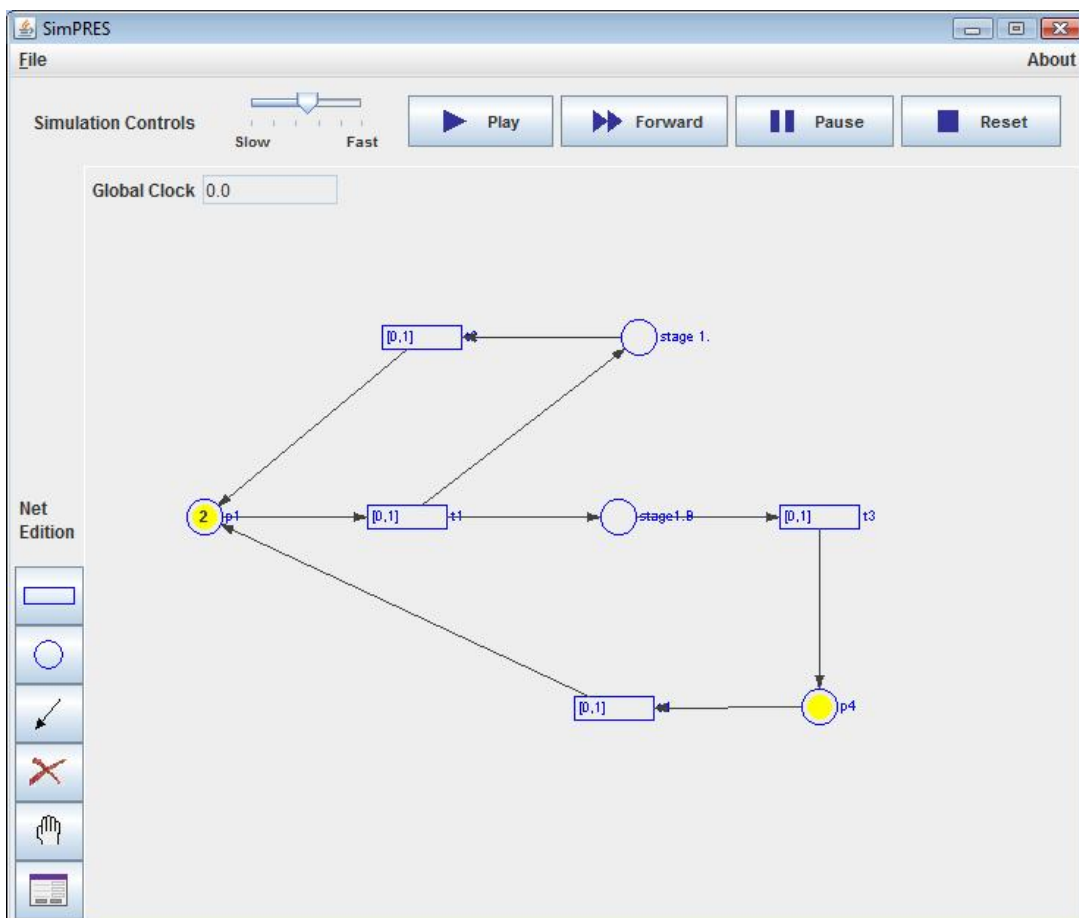 SimPRES
File About
Simulation Controls
Slow Fast
Play Forward Pause Reset
Global Clock 0.0
[0,1] stage 1.
2 p1 [0,1] t1 stage1.B [0,1] t3
Net
Edition
[0,1] p4